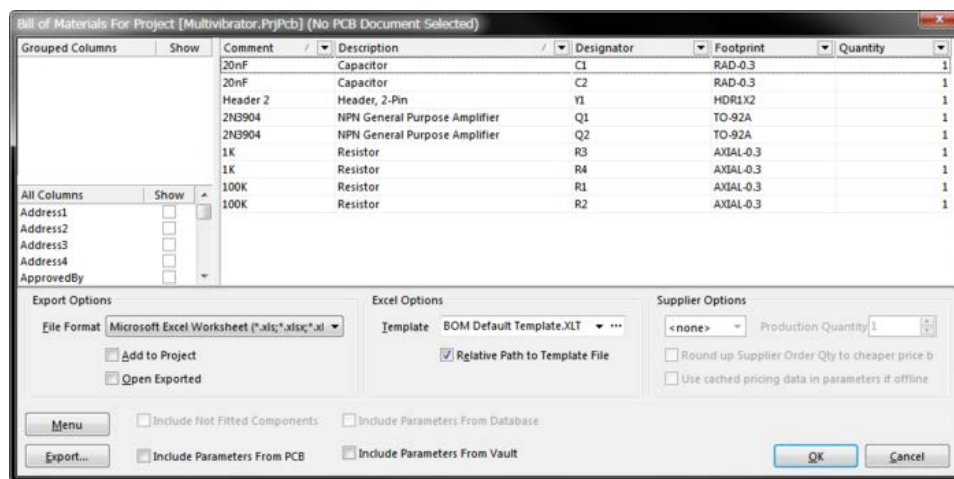 Bill of Materials For Project [Multivibrator.PrjPcb] (No PCB Document Selected)
Grouped Columns Show Comment Description Designator Footprint Quantity
20nF Capacitor C1 RAD-0.3 1
20nF Capacitor C2 RAD-0.3 1
Header 2 Header, 2-Pin Y1 HDR1X2 1
2N3904 NPN General Purpose Amplifier Q1 TO-92A 1
2N3904 NPN General Purpose Amplifier Q2 TO-92A 1
1K Resistor R3 AXIAL-0.3 1
1K Resistor R4 AXIAL-0.3 1
100K Resistor R1 AXIAL-0.3 1
100K Resistor R2 AXIAL-0.3 1
All Columns Show
Address1
Address2
Address3
Address4
ApprovedBy
Export Options Excel Options Supplier Options
File Format Microsoft Excel Worksheet (*.xls;*.xlsx;*.xl Template BOM Default Template.XLT ... <none> Production Quantity 1
Add to Project Relative Path to Template File Round up Supplier Order Qty to cheaper price b
Open Exported Use cached pricing data in parameters if offline
Menu Include Not Fitted Components Include Parameters From Database
Export... Include Parameters From PCB Include Parameters From Vault OK Cancel